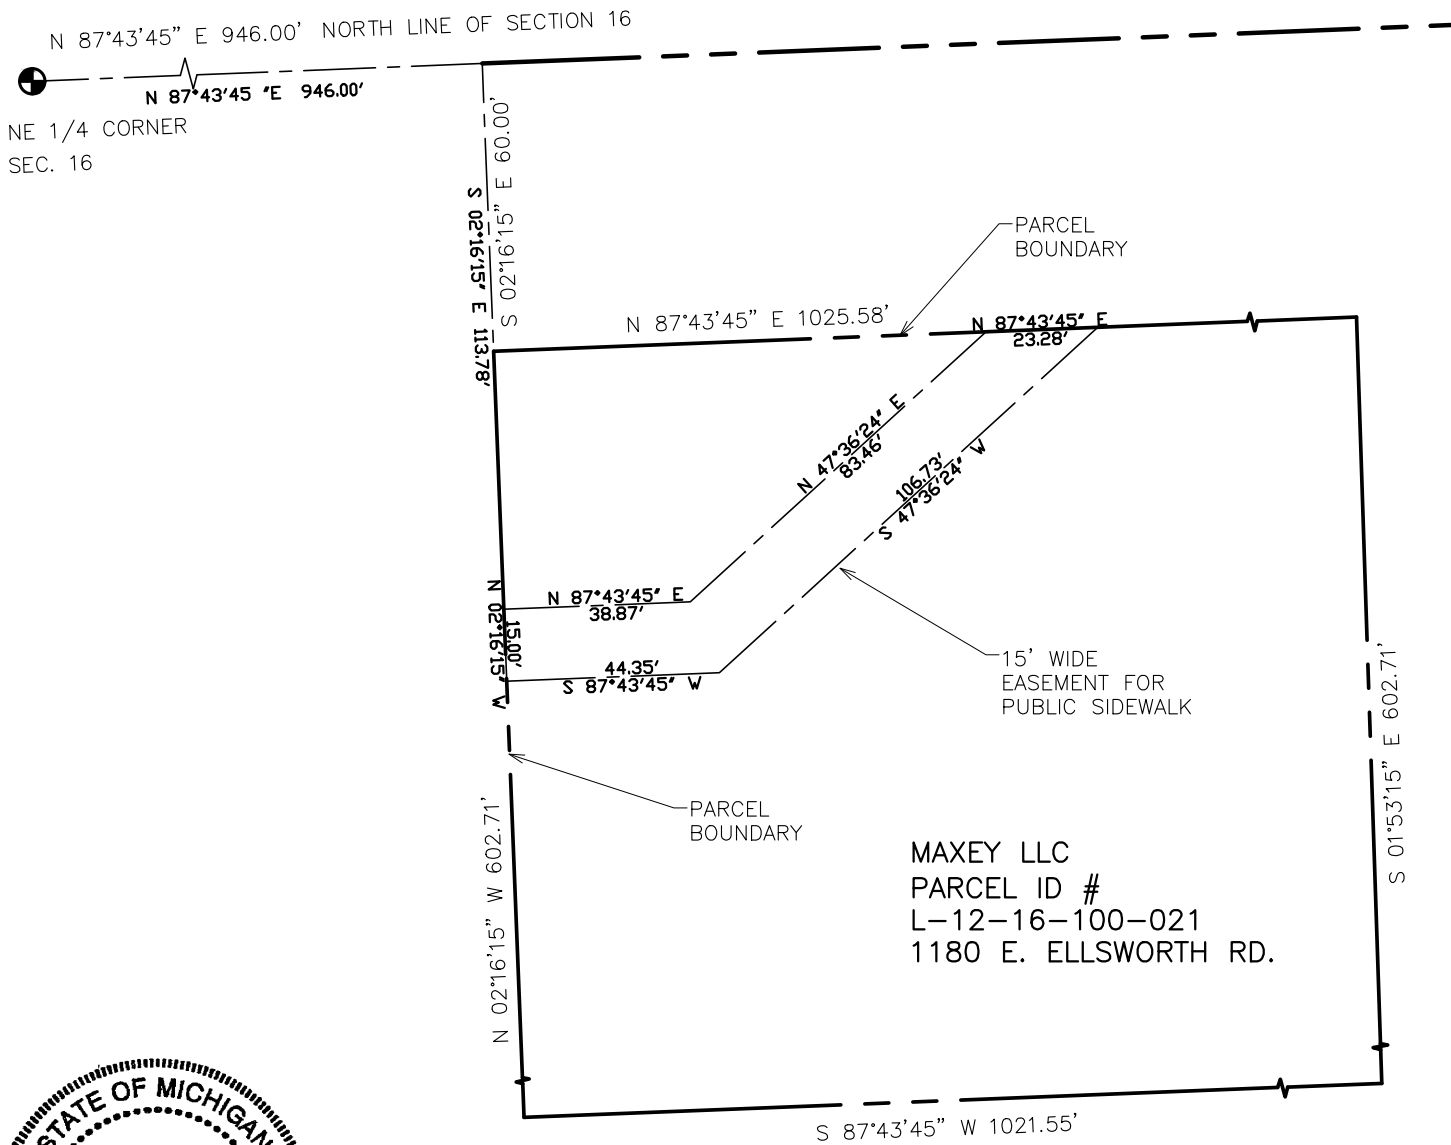 N 87°43'45" E 946.00' NORTH LINE OF SECTION 16
N 87°43'45 "E 946.00'
NE 1/4 CORNER
SEC. 16
S 02°16'15" E 60.00'
S 02°16'15" E 113.78'
PARCEL
BOUNDARY
N 87°43'45" E 1025.58'
N 87°43'45" E
23.28'
N 47°36'24" E
83.46'
106.73'
S 47°36'24" W
N 87°43'45" E
38.87'
N 02°16'15" W
15.00'
44.35'
S 87°43'45" W
15' WIDE
EASEMENT FOR
PUBLIC SIDEWALK
S 01°53'15" E 602.71'
PARCEL
BOUNDARY
N 02°16'15" W 602.71'
MAXEY LLC
PARCEL ID #
L-12-16-100-021
1180 E. ELLSWORTH RD.
S 87°43'45" W 1021.55'
STATE OF MICHIGAN